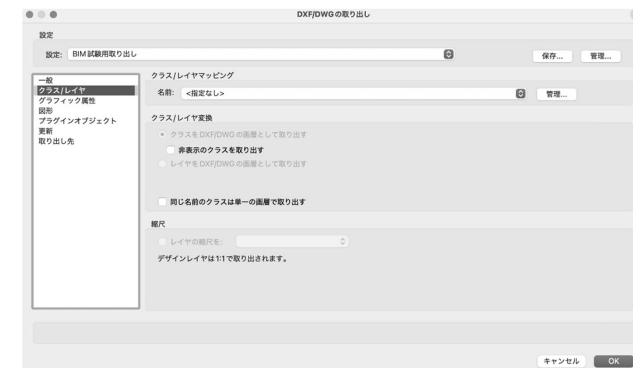 DXF/DWGの取り出し
設定
設定: BIM試験用取り出し
保存... 管理...
一般
クラス/レイヤ
グラフィック属性
図形
プラグインオブジェクト
更新
取り出し先
クラス/レイヤマッピング
名前: <指定なし> 管理...
クラス/レイヤ変換
クラスをDXF/DWGの画層として取り出す
非表示のクラスを取り出す
レイヤをDXF/DWGの画層として取り出す
同じ名前のクラスは単一の画層で取り出す
縮尺
レイヤの縮尺を:
デザインレイヤは1:1で取り出されます。
キャンセル OK